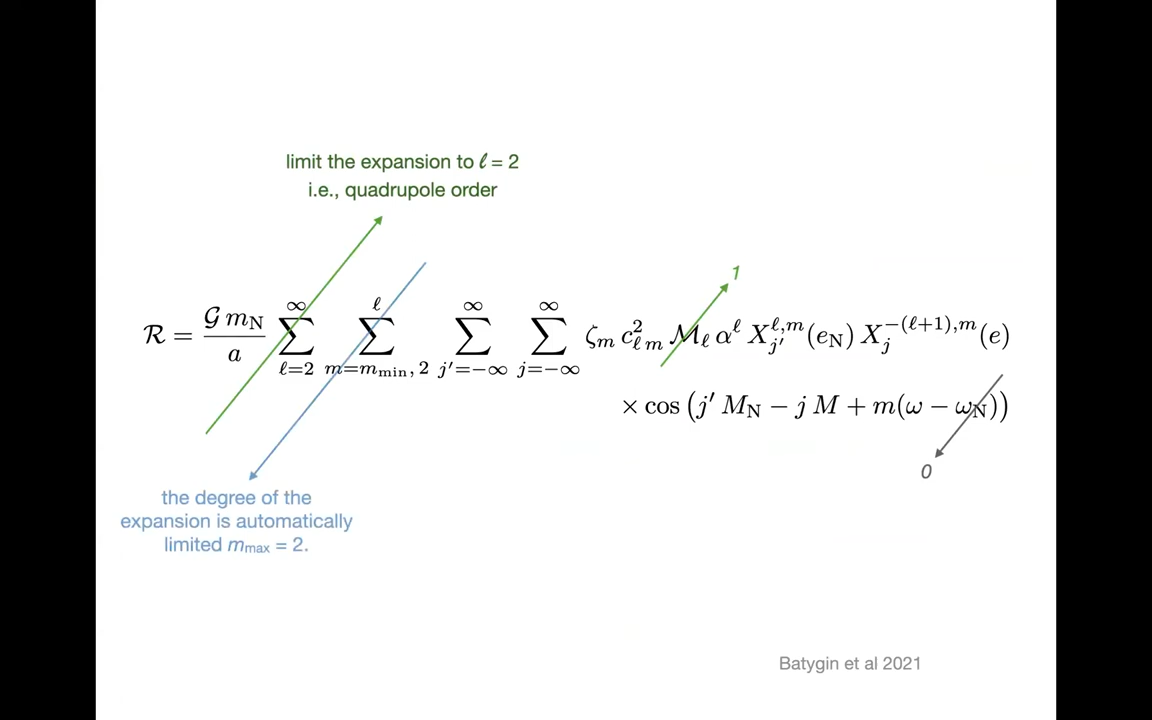 limit the expansion to ℓ = 2
i.e., quadrupole order
1
ℛ = 𝒢 m_N / a ∑_{ℓ=2}^{∞} ∑_{m=m_min, 2}^{ℓ} ∑_{j′=−∞}^{∞} ∑_{j=−∞}^{∞} ζ_m c²_{ℓ m} ℳ_ℓ α^ℓ X_{j′}^{ℓ,m}(e_N) X_j^{−(ℓ+1),m}(e)
× cos (j′ M_N − j M + m(ω − ω_N))
0
the degree of the
expansion is automatically
limited m_max = 2.
Batygin et al 2021